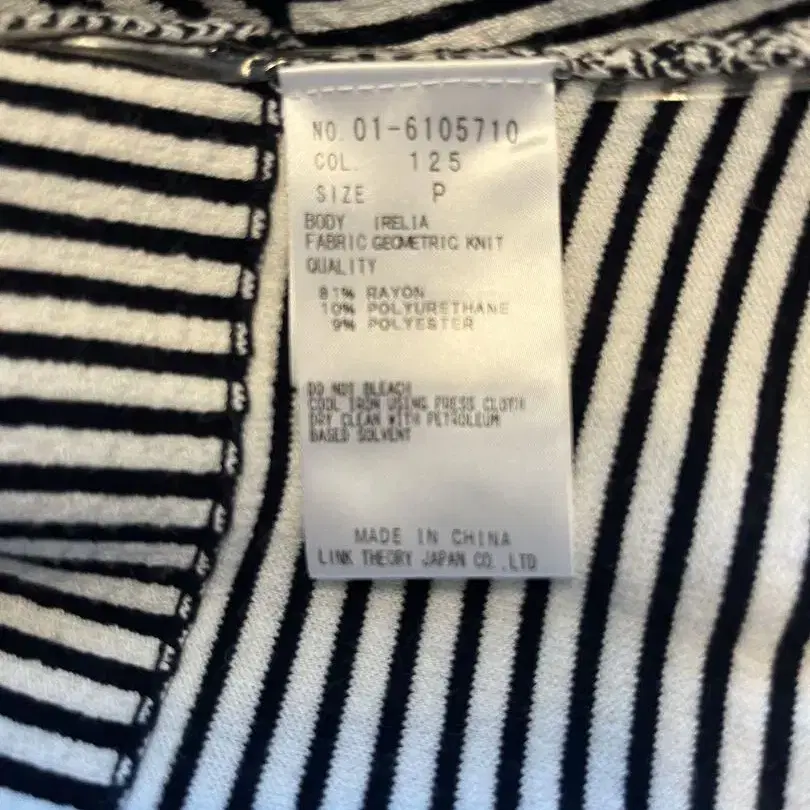 NO. 01-6105710
COL. 125
SIZE P
BODY IRELIA
FABRIC GEOMETRIC KNIT
QUALITY
81% RAYON
10% POLYURETHANE
9% POLYESTER
DO NOT BLEACH
COOL IRON USING PRESS CLOTH
DRY CLEAN WITH PETROLEUM
BASED SOLVENT
MADE IN CHINA
LINK THEORY JAPAN CO.,LTD